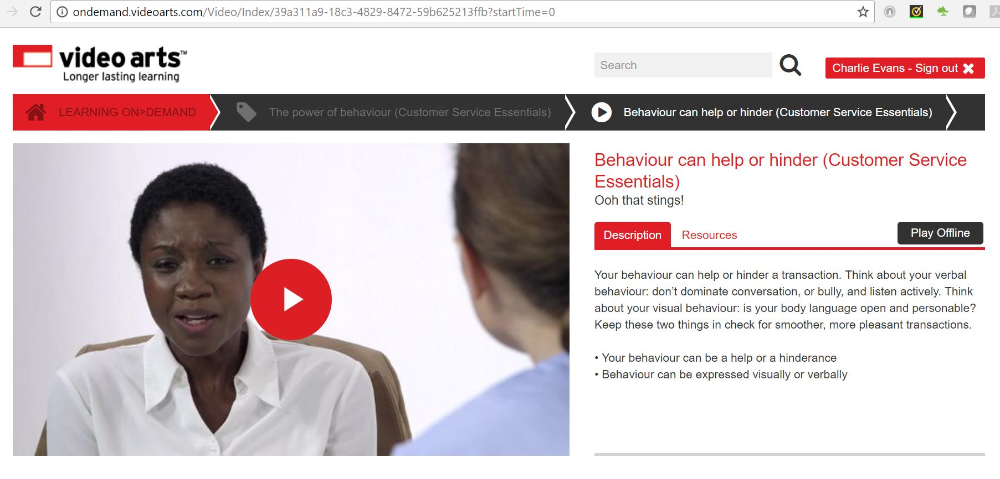 ondemand.videoarts.com/Video/Index/39a311a9-18c3-4829-8472-59b625213ffb?startTime=0
video arts™
Longer lasting learning
Search
Charlie Evans - Sign out
LEARNING ON>DEMAND
The power of behaviour (Customer Service Essentials)
Behaviour can help or hinder (Customer Service Essentials)
Behaviour can help or hinder (Customer Service
Essentials)
Ooh that stings!
Description
Resources
Play Offline
Your behaviour can help or hinder a transaction. Think about your verbal
behaviour: don’t dominate conversation, or bully, and listen actively. Think
about your visual behaviour: is your body language open and personable?
Keep these two things in check for smoother, more pleasant transactions.
• Your behaviour can be a help or a hinderance
• Behaviour can be expressed visually or verbally